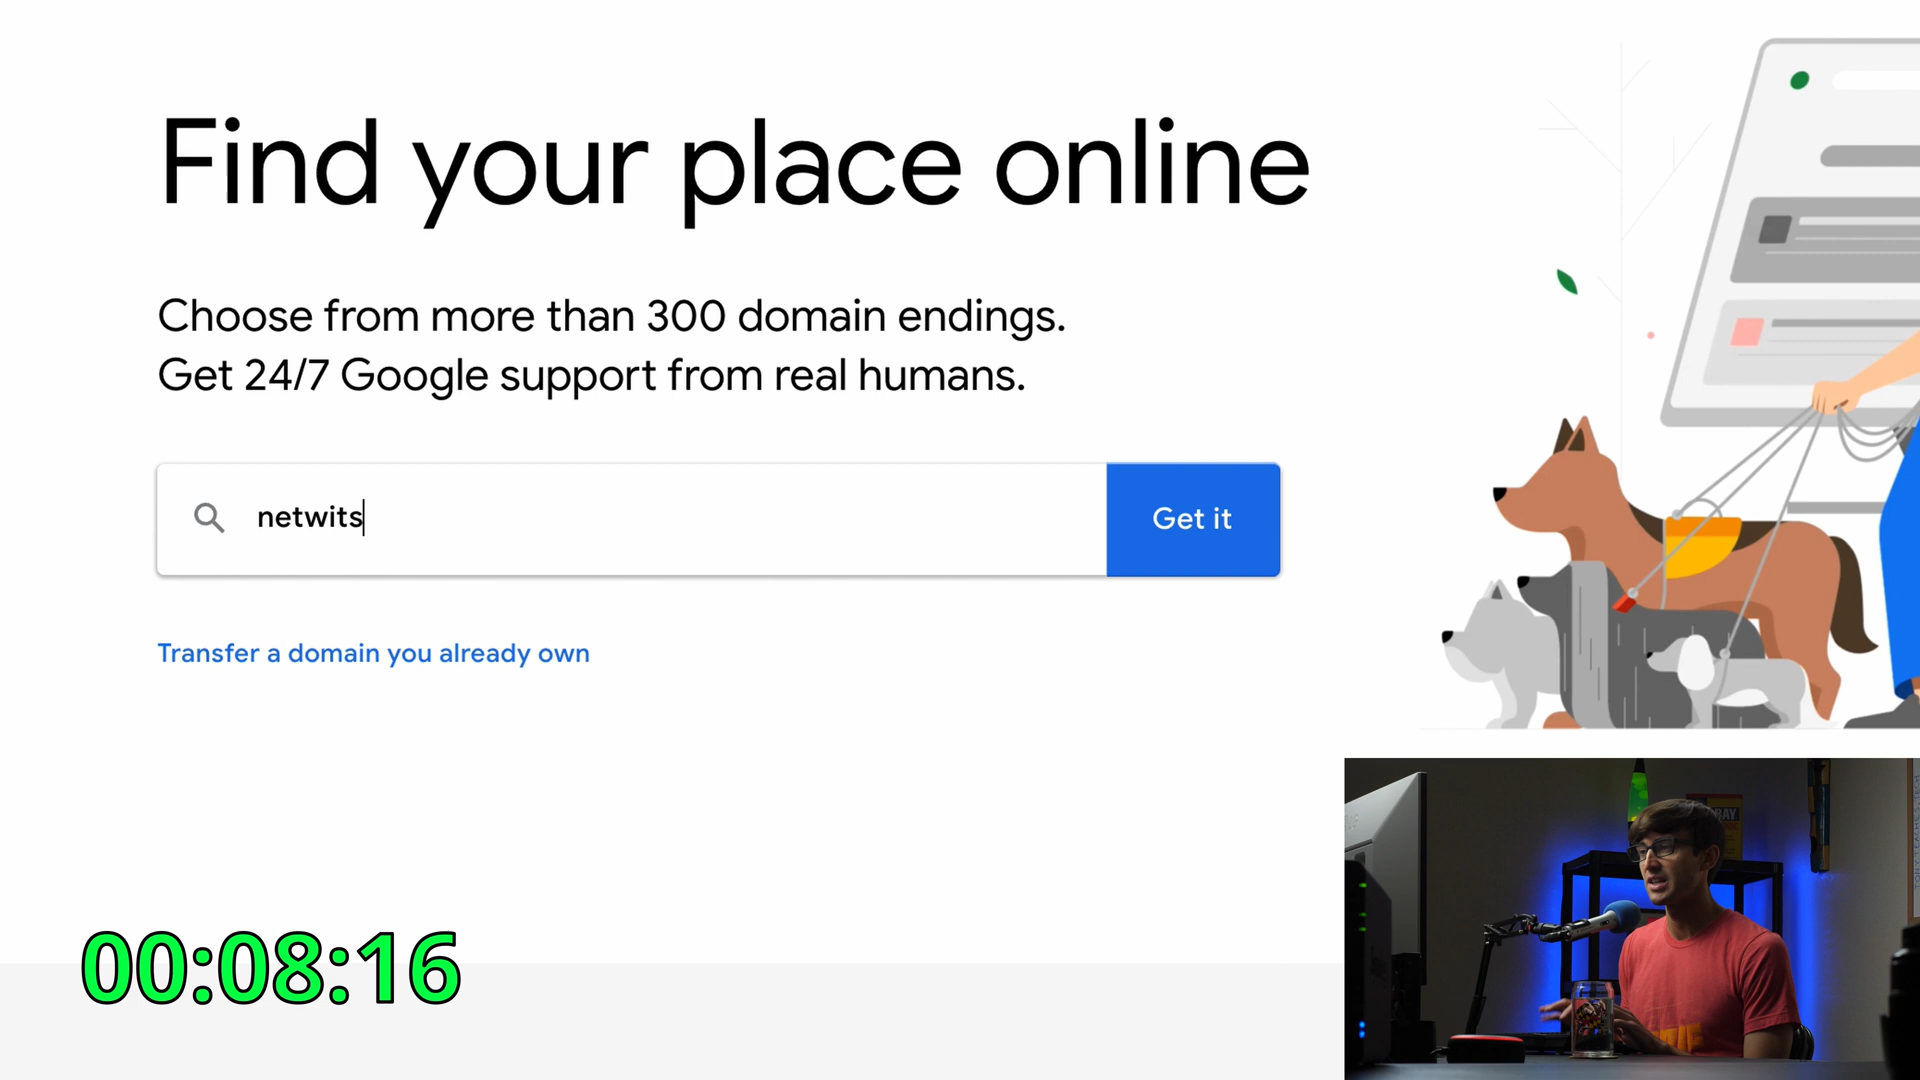 Find your place online
Choose from more than 300 domain endings.
Get 24/7 Google support from real humans.
netwits
Get it
Transfer a domain you already own
RAY
00:08:16